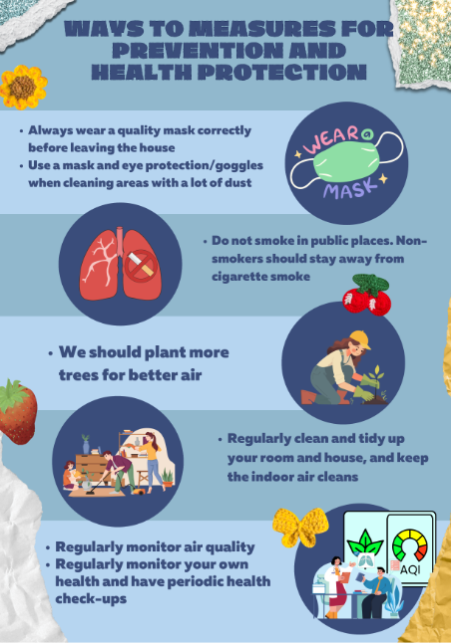 WAYS TO MEASURES FOR
PREVENTION AND
HEALTH PROTECTION
• Always wear a quality mask correctly
before leaving the house
• Use a mask and eye protection/goggles
when cleaning areas with a lot of dust
WEAR a
MASK
• Do not smoke in public places. Non-
smokers should stay away from
cigarette smoke
• We should plant more
trees for better air
• Regularly clean and tidy up
your room and house, and keep
the indoor air cleans
• Regularly monitor air quality
• Regularly monitor your own
health and have periodic health
check-ups
AQI